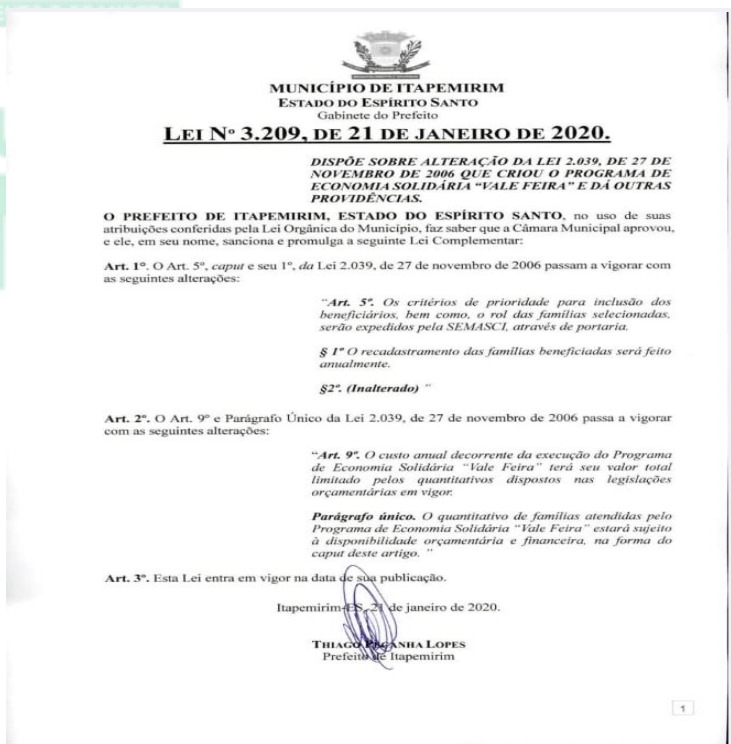 MUNICÍPIO DE ITAPEMIRIM
ESTADO DO ESPÍRITO SANTO
Gabinete do Prefeito
LEI Nº 3.209, DE 21 DE JANEIRO DE 2020.
DISPÕE SOBRE ALTERAÇÃO DA LEI 2.039, DE 27 DE
NOVEMBRO DE 2006 QUE CRIOU O PROGRAMA DE
ECONOMIA SOLIDÁRIA “VALE FEIRA” E DÁ OUTRAS
PROVIDÊNCIAS.
O PREFEITO DE ITAPEMIRIM, ESTADO DO ESPÍRITO SANTO, no uso de suas
atribuições conferidas pela Lei Orgânica do Município, faz saber que a Câmara Municipal aprovou,
e ele, em seu nome, sanciona e promulga a seguinte Lei Complementar:
Art. 1º. O Art. 5º, caput e seu 1º, da Lei 2.039, de 27 de novembro de 2006 passam a vigorar com
as seguintes alterações:
“Art. 5º. Os critérios de prioridade para inclusão dos
beneficiários, bem como, o rol das famílias selecionadas,
serão expedidos pela SEMASCI, através de portaria.
§ 1º O recadastramento das famílias beneficiadas será feito
anualmente.
§2º. (Inalterado) ”
Art. 2º. O Art. 9º e Parágrafo Único da Lei 2.039, de 27 de novembro de 2006 passa a vigorar
com as seguintes alterações:
“Art. 9º. O custo anual decorrente da execução do Programa
de Economia Solidária “Vale Feira” terá seu valor total
limitado pelos quantitativos dispostos nas legislações
orçamentárias em vigor.
Parágrafo único. O quantitativo de famílias atendidas pelo
Programa de Economia Solidária “Vale Feira” estará sujeito
à disponibilidade orçamentária e financeira, na forma do
caput deste artigo. ”
Art. 3º. Esta Lei entra em vigor na data de sua publicação.
Itapemirim-ES, 21 de janeiro de 2020.
THIAGO PEÇANHA LOPES
Prefeito de Itapemirim
1